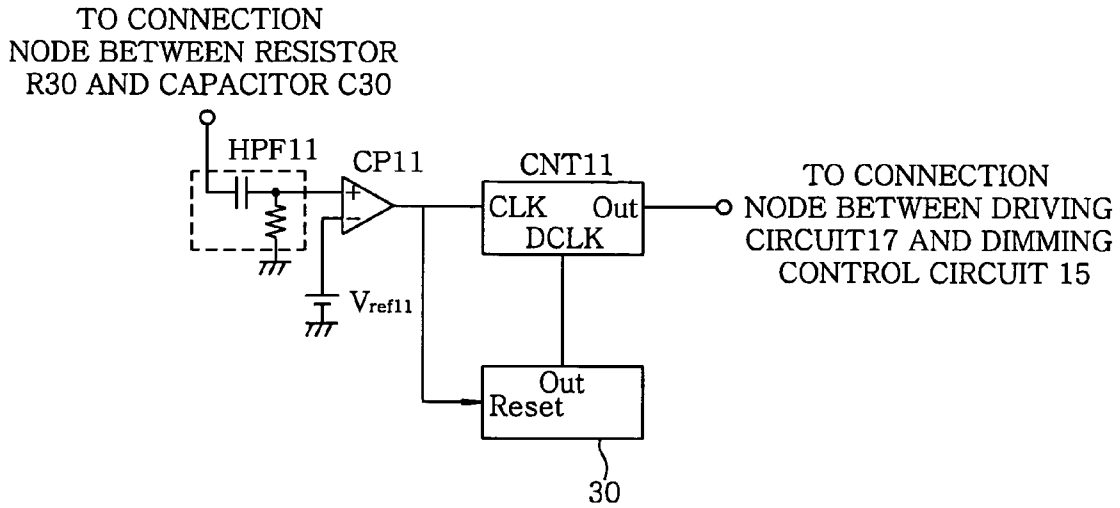 TO CONNECTION
NODE BETWEEN RESISTOR
R30 AND CAPACITOR C30
HPF11
CP11
CNT11
+
−
CLK Out
DCLK
TO CONNECTION
NODE BETWEEN DRIVING
CIRCUIT17 AND DIMMING
CONTROL CIRCUIT 15
Vref11
Out
Reset
30